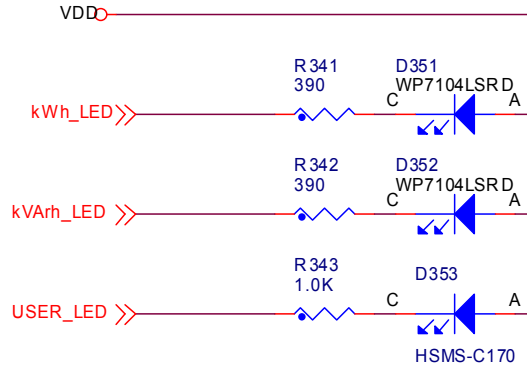 VDD
R341
390
D351
WP7104LSRD
kWh_LED
C
A
R342
390
D352
WP7104LSRD
kVArh_LED
C
A
R343
1.0K
D353
USER_LED
C
A
HSMS-C170